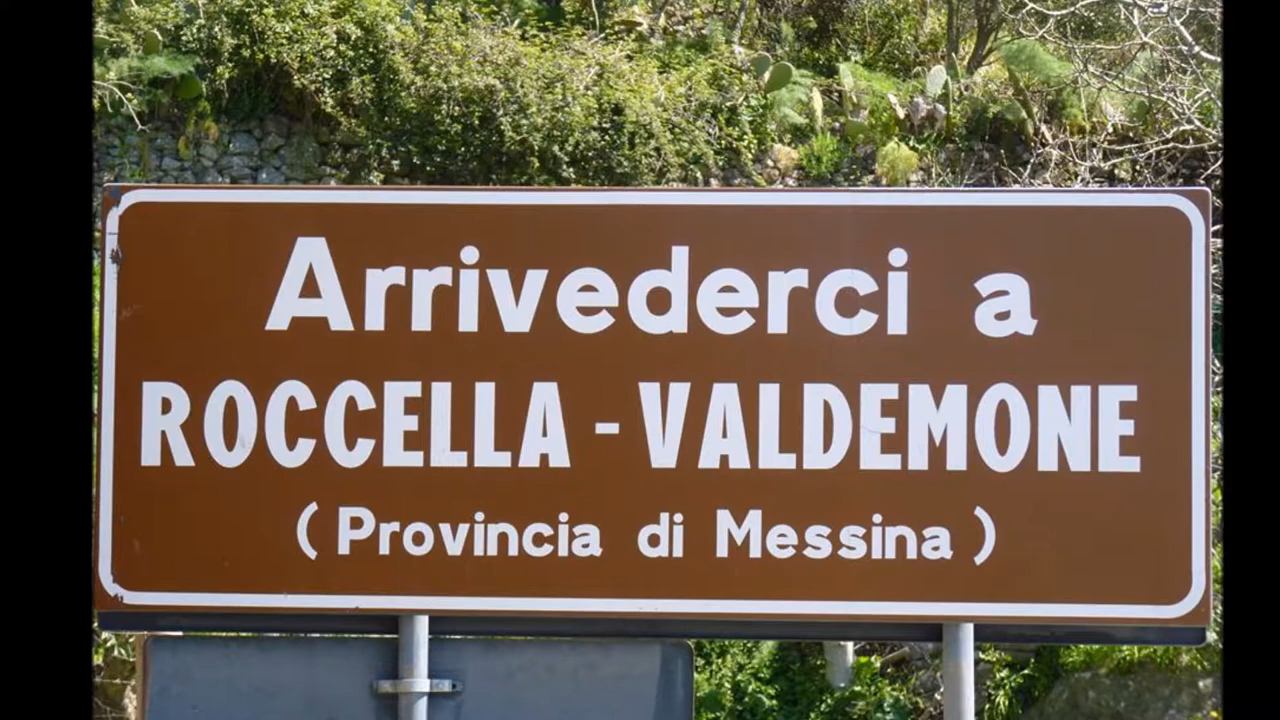 Arrivederci a
ROCCELLA - VALDEMONE
(Provincia di Messina)